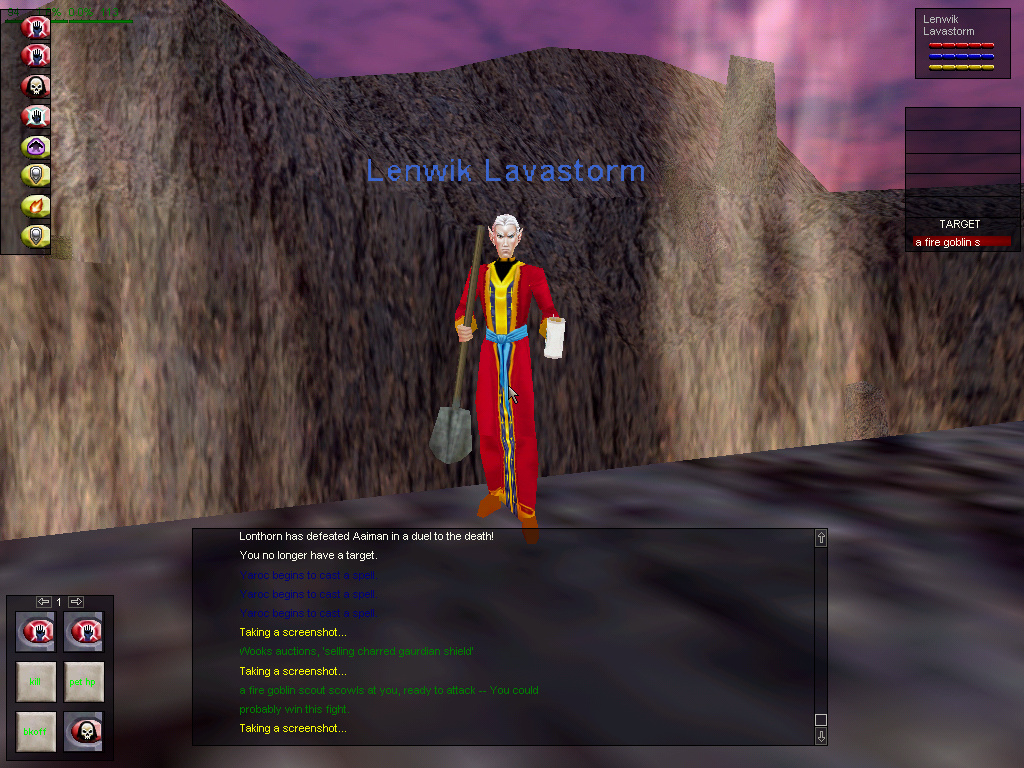 Lenwik
Lavastorm
Lenwik Lavastorm
TARGET
a fire goblin s
Lonthorn has defeated Aaiman in a duel to the death!
You no longer have a target.
Yaroc begins to cast a spell.
Yaroc begins to cast a spell.
Yaroc begins to cast a spell.
Taking a screenshot...
Wooks auctions, 'selling charred gaurdian shield'
Taking a screenshot...
a fire goblin scout scowls at you, ready to attack -- You could
probably win this fight.
Taking a screenshot...
1
kill
pet hp